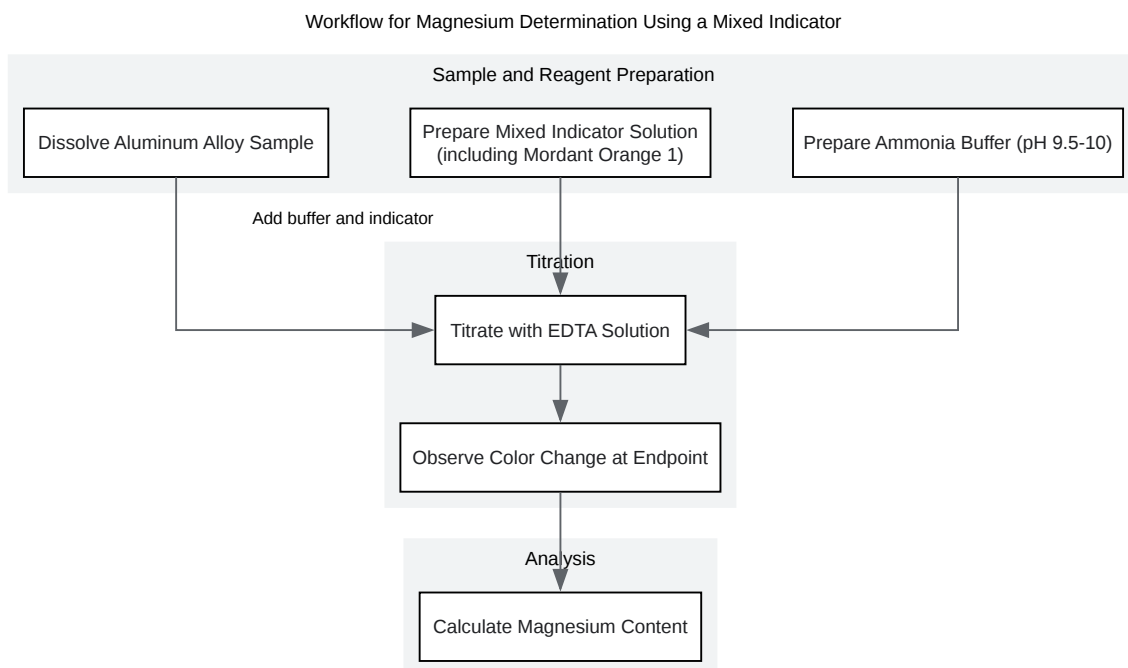 Workflow for Magnesium Determination Using a Mixed Indicator
Sample and Reagent Preparation
Dissolve Aluminum Alloy Sample
Prepare Mixed Indicator Solution
(including Mordant Orange 1)
Prepare Ammonia Buffer (pH 9.5-10)
Add buffer and indicator
Titration
Titrate with EDTA Solution
Observe Color Change at Endpoint
Analysis
Calculate Magnesium Content